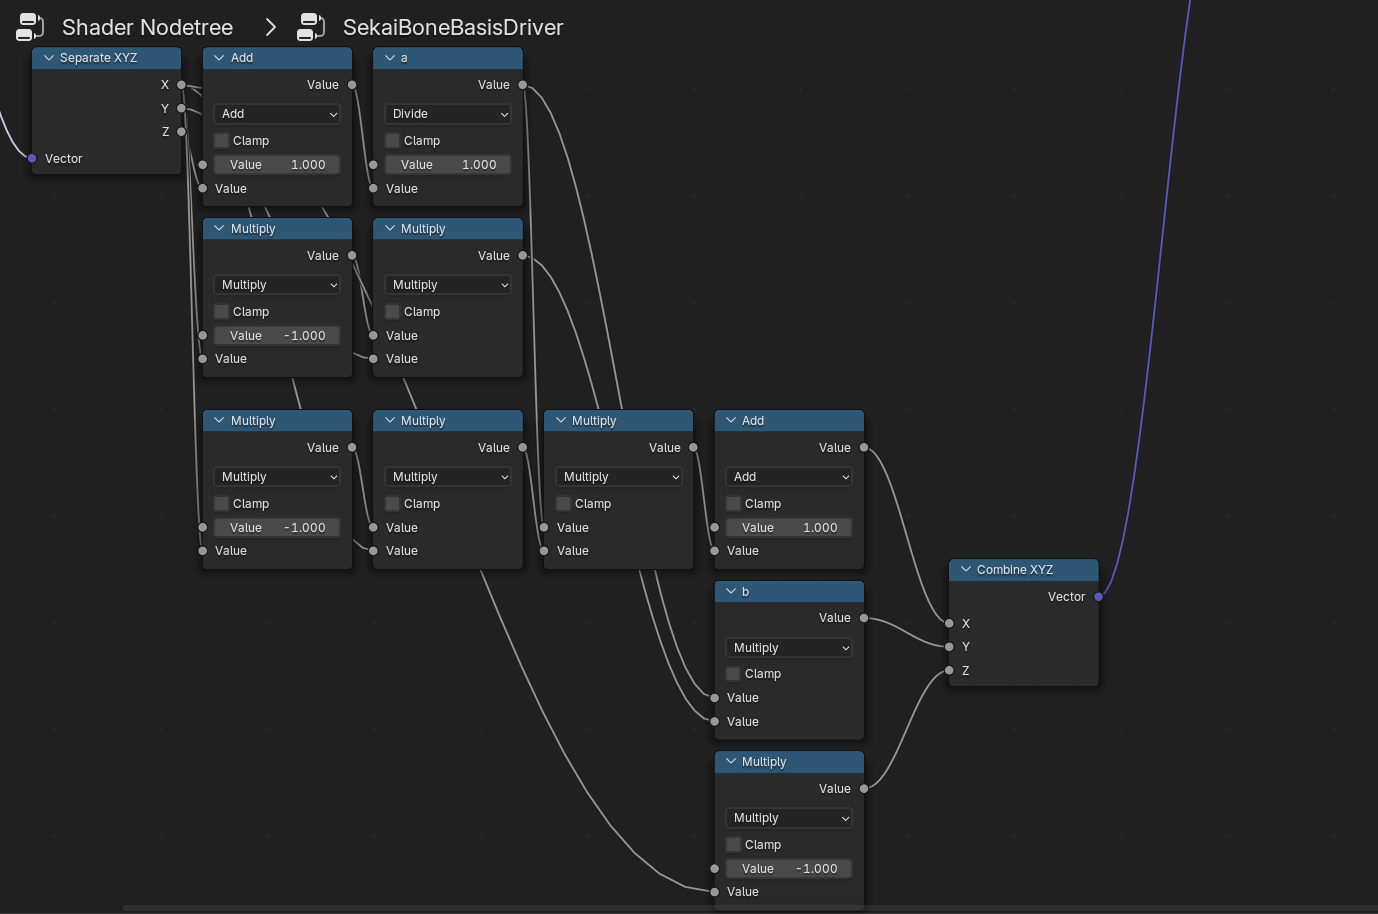 Shader Nodetree > SekaiBoneBasisDriver
Separate XYZ
X
Y
Z
Vector
Add
Value
Add
Clamp
Value 1.000
Value
a
Value
Divide
Clamp
Value 1.000
Value
Multiply
Value
Multiply
Clamp
Value -1.000
Value
Multiply
Value
Multiply
Clamp
Value
Value
Multiply
Value
Multiply
Clamp
Value -1.000
Value
Multiply
Value
Multiply
Clamp
Value
Value
Multiply
Value
Multiply
Clamp
Value
Value
Add
Value
Add
Clamp
Value 1.000
Value
b
Value
Multiply
Clamp
Value
Value
Multiply
Value
Multiply
Clamp
Value -1.000
Value
Combine XYZ
Vector
X
Y
Z